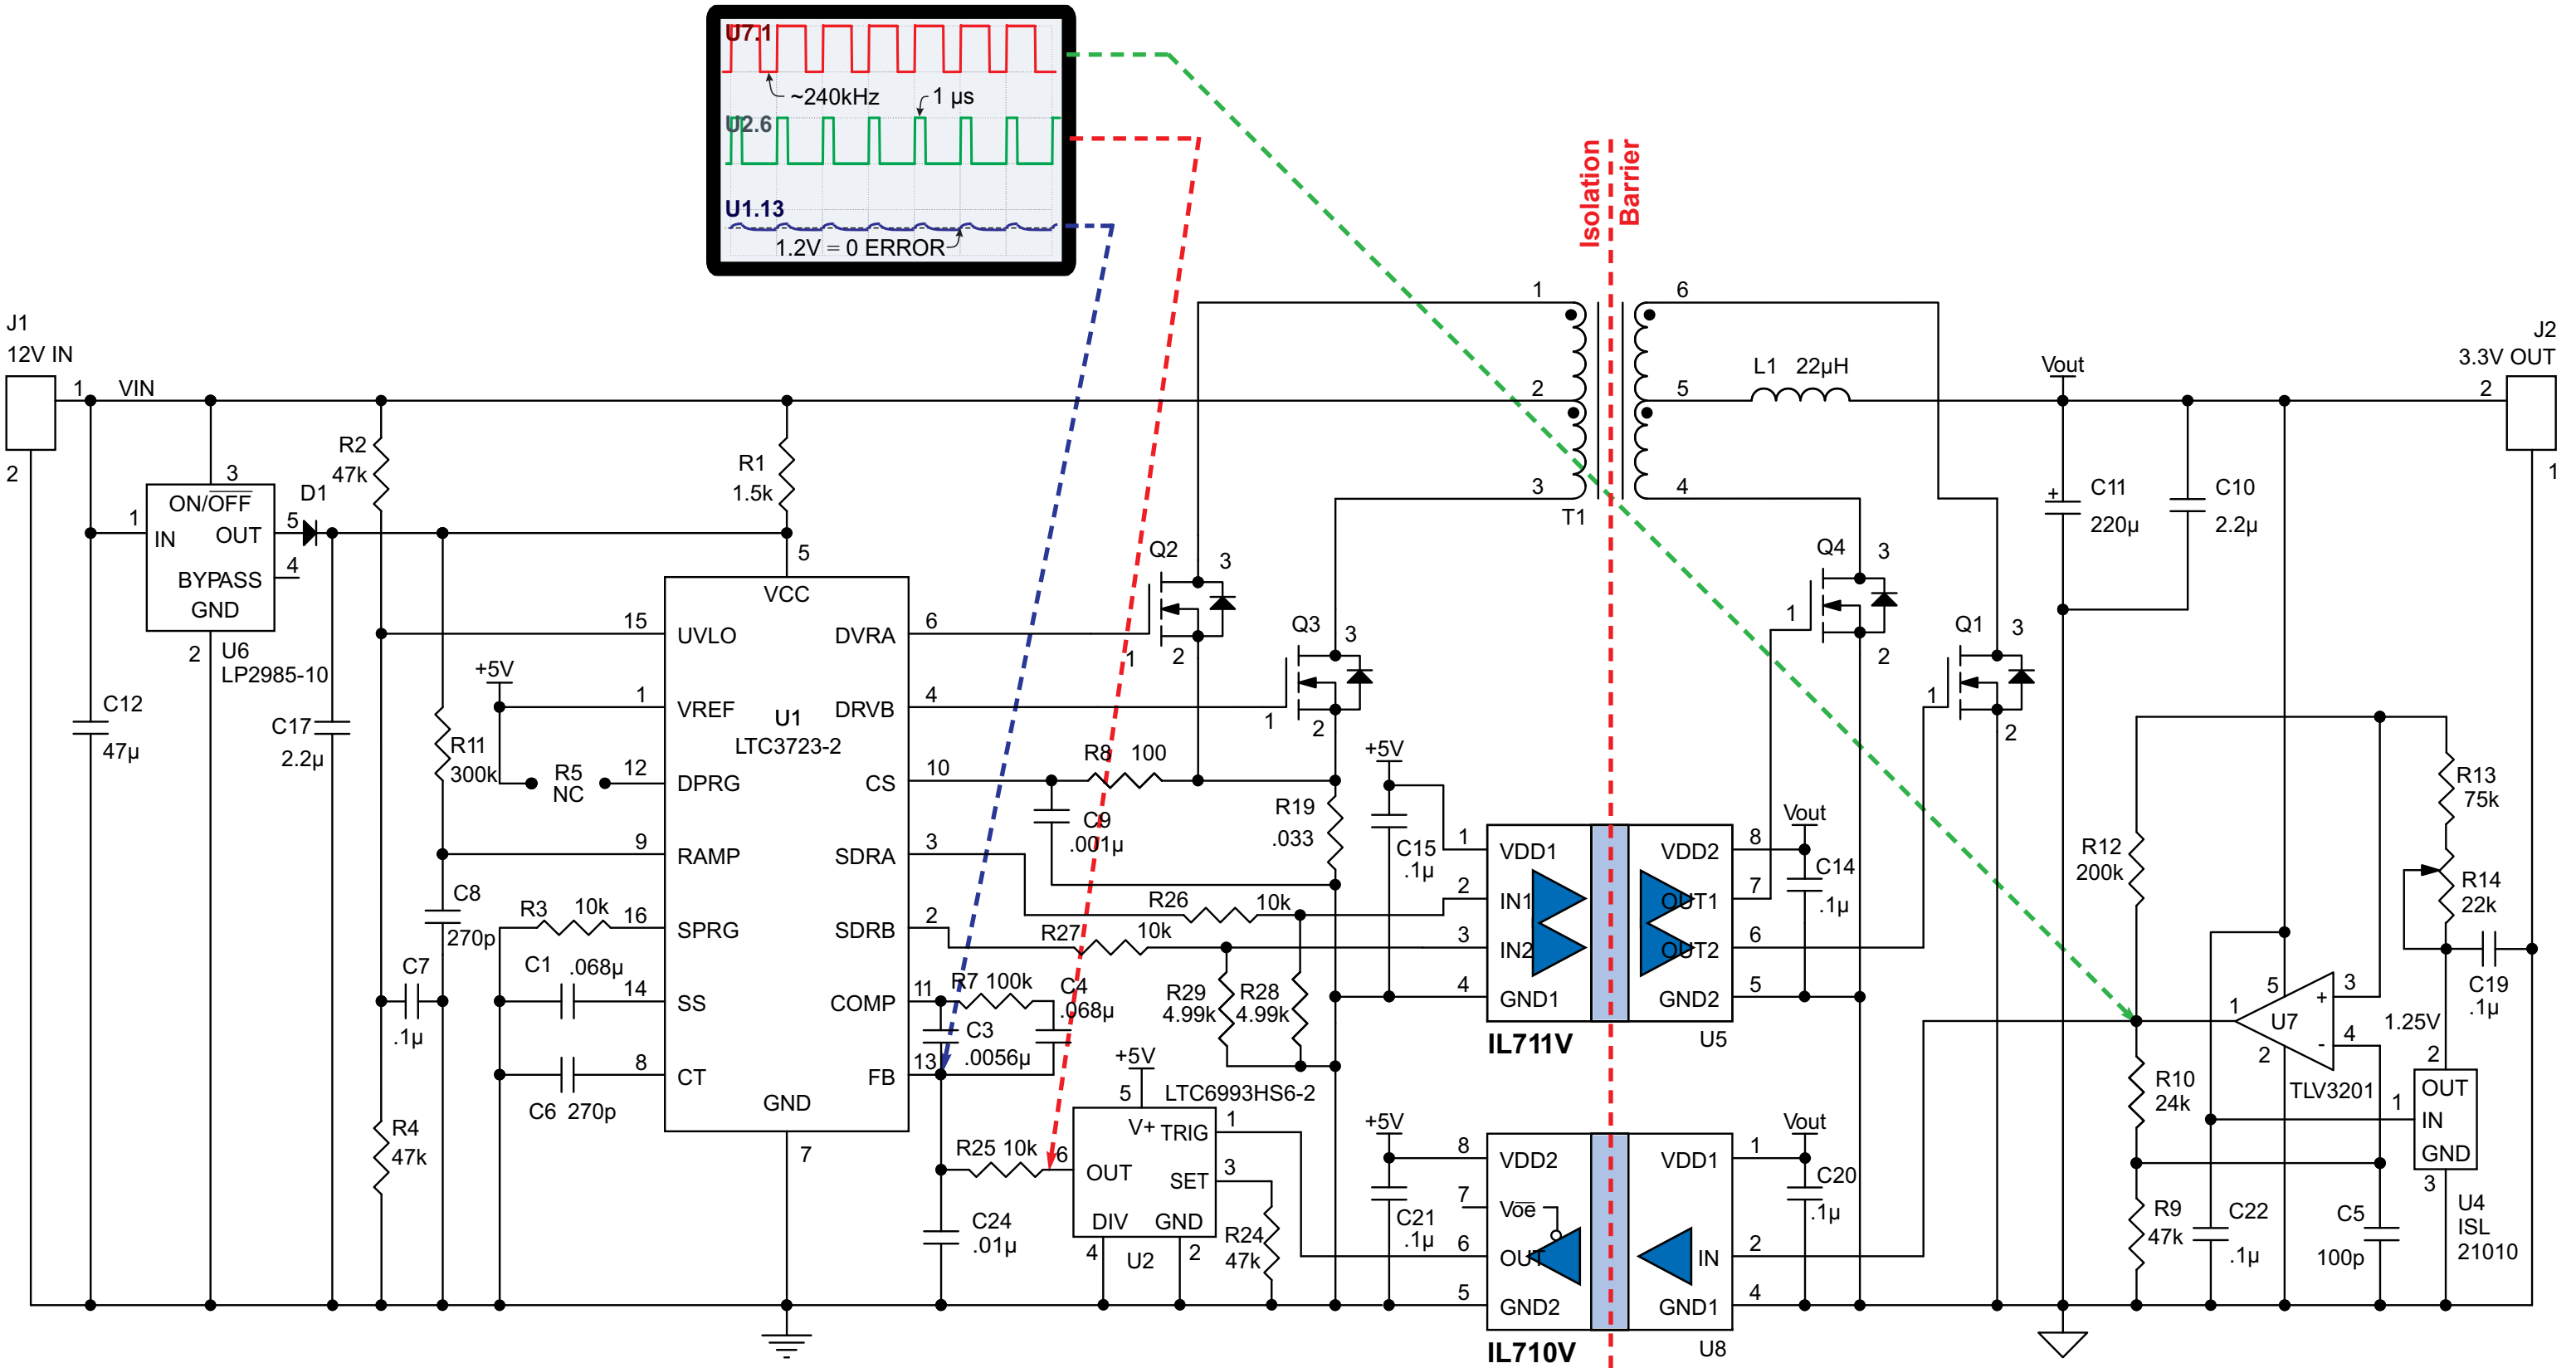 U7.1
~240kHz
1 µs
U2.6
U1.13
1.2V = 0 ERROR
Isolation
Barrier
J1
12V IN
1
VIN
2
C12
47µ
3
ON/OFF
1
IN
OUT
5
BYPASS
4
GND
2
U6
LP2985-10
D1
C17
2.2µ
R2
47k
R1
1.5k
5
VCC
15
UVLO
+5V
1
VREF
R5
NC
12
DPRG
R11
300k
9
RAMP
C8
270p
R3
10k
16
SPRG
C1
.068µ
14
SS
C7
.1µ
C6
270p
8
CT
R4
47k
U1
LTC3723-2
GND
7
DVRA
6
DRVB
4
CS
10
SDRA
3
SDRB
2
COMP
11
FB
13
R8
100
C9
.001µ
R26
10k
R27
10k
R7 100k
C4
.068µ
C3
.0056µ
R29
4.99k
R28
4.99k
R25 10k
C24
.01µ
+5V
5
LTC6993HS6-2
V+
TRIG
1
6
OUT
SET
3
DIV
GND
4
U2
2
R24
47k
Q2
3
1
2
Q3
3
1
2
R19
.033
1
2
3
T1
6
5
4
L1
22µH
Q4
3
1
2
Q1
3
1
2
+5V
C15
.1µ
1
VDD1
2
IN1
3
IN2
4
GND1
VDD2
8
OUT1
7
OUT2
6
GND2
5
IL711V
U5
Vout
C14
.1µ
+5V
C21
.1µ
8
VDD2
7
Voe
6
OUT
5
GND2
VDD1
1
IN
2
GND1
4
IL710V
U8
Vout
C20
.1µ
Vout
C11
+
220µ
C10
2.2µ
J2
3.3V OUT
2
1
R12
200k
R13
75k
R14
22k
C19
.1µ
1
5
+
3
U7
-
4
2
TLV3201
1.25V
2
OUT
1
IN
GND
3
U4
ISL
21010
R10
24k
R9
47k
C22
.1µ
C5
100p